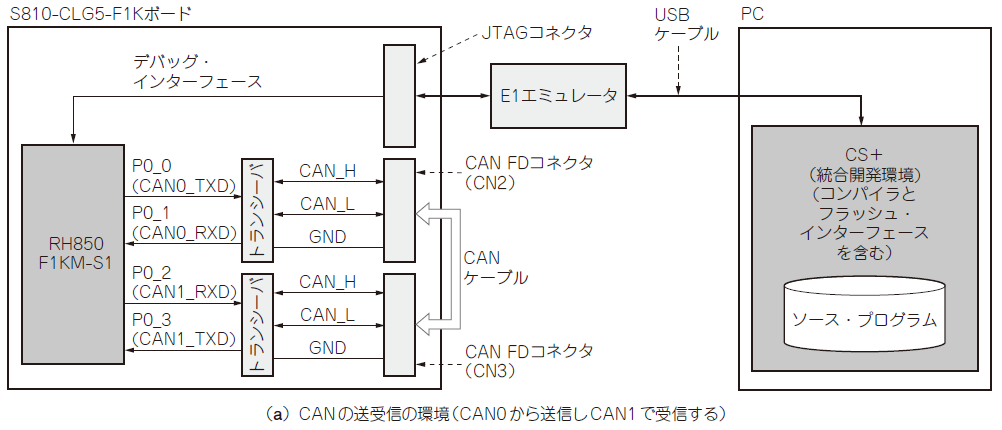 S810-CLG5-F1Kボード
JTAGコネクタ
USB
ケーブル
PC
デバッグ・
インターフェース
E1エミュレータ
RH850
F1KM-S1
P0_0
(CAN0_TXD)
P0_1
(CAN0_RXD)
トランシーバ
CAN_H
CAN_L
GND
CAN FDコネクタ
(CN2)
P0_2
(CAN1_RXD)
P0_3
(CAN1_TXD)
トランシーバ
CAN_H
CAN_L
GND
CAN
ケーブル
CAN FDコネクタ
(CN3)
CS+
(統合開発環境)
(コンパイラと
フラッシュ・
インターフェース
を含む)
ソース・プログラム
(a) CANの送受信の環境(CAN0から送信しCAN1で受信する)